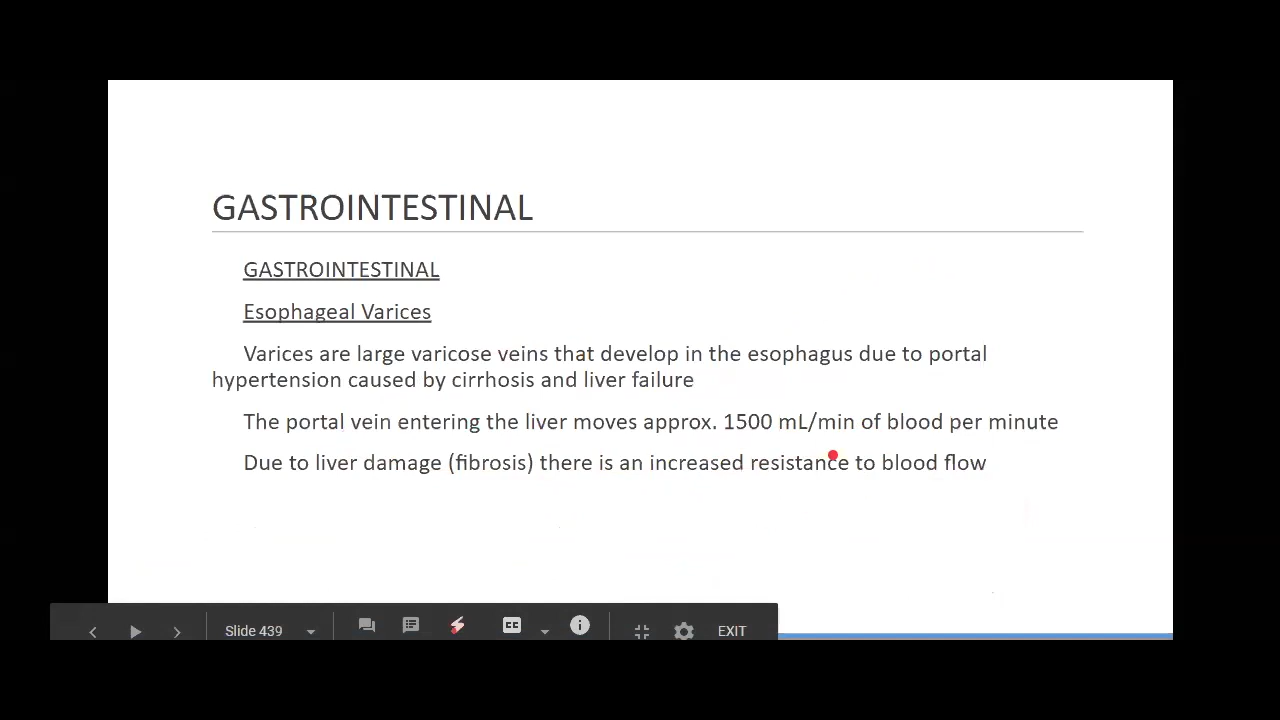 GASTROINTESTINAL
GASTROINTESTINAL
Esophageal Varices
Varices are large varicose veins that develop in the esophagus due to portal
hypertension caused by cirrhosis and liver failure
The portal vein entering the liver moves approx. 1500 mL/min of blood per minute
Due to liver damage (fibrosis) there is an increased resistance to blood flow
Slide 439 CC EXIT